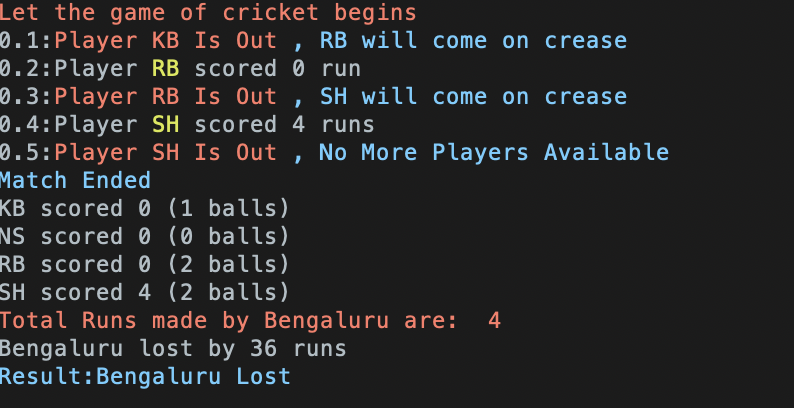 Let the game of cricket begins
0.1:Player KB Is Out , RB will come on crease
0.2:Player RB scored 0 run
0.3:Player RB Is Out , SH will come on crease
0.4:Player SH scored 4 runs
0.5:Player SH Is Out , No More Players Available
Match Ended
KB scored 0 (1 balls)
NS scored 0 (0 balls)
RB scored 0 (2 balls)
SH scored 4 (2 balls)
Total Runs made by Bengaluru are:  4
Bengaluru lost by 36 runs
Result:Bengaluru Lost